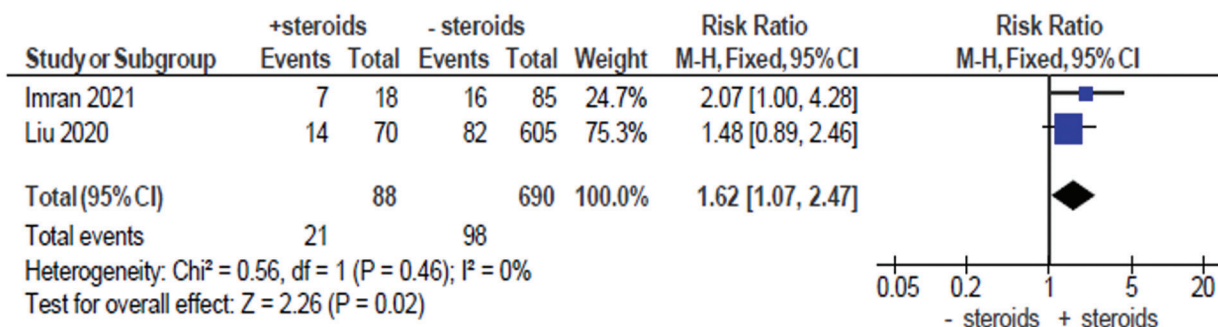 +steroids - steroids Risk Ratio Risk Ratio
Study or Subgroup Events Total Events Total Weight M-H, Fixed, 95% CI M-H, Fixed, 95% CI
Imran 2021 7 18 16 85 24.7% 2.07 [1.00, 4.28]
Liu 2020 14 70 82 605 75.3% 1.48 [0.89, 2.46]
Total (95% CI) 88 690 100.0% 1.62 [1.07, 2.47]
Total events 21 98
Heterogeneity: Chi² = 0.56, df = 1 (P = 0.46); I² = 0%
Test for overall effect: Z = 2.26 (P = 0.02)
0.05 0.2 1 5 20
- steroids + steroids